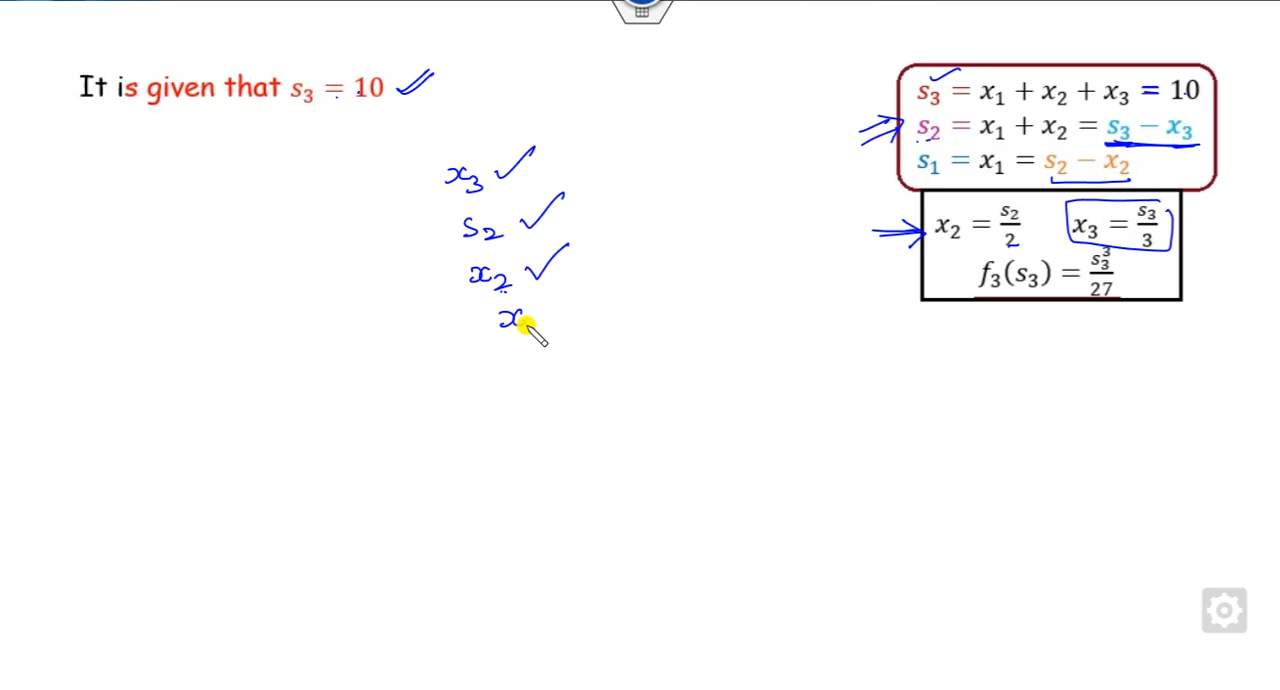 It is given that s₃ = 10
x₃ ✓
s₂ ✓
x₂ ✓
x
s₃ = x₁ + x₂ + x₃ = 10
s₂ = x₁ + x₂ = s₃ − x₃
s₁ = x₁ = s₂ − x₂
x₂ = s₂/2 x₃ = s₃/3
f₃(s₃) = s₃³/27